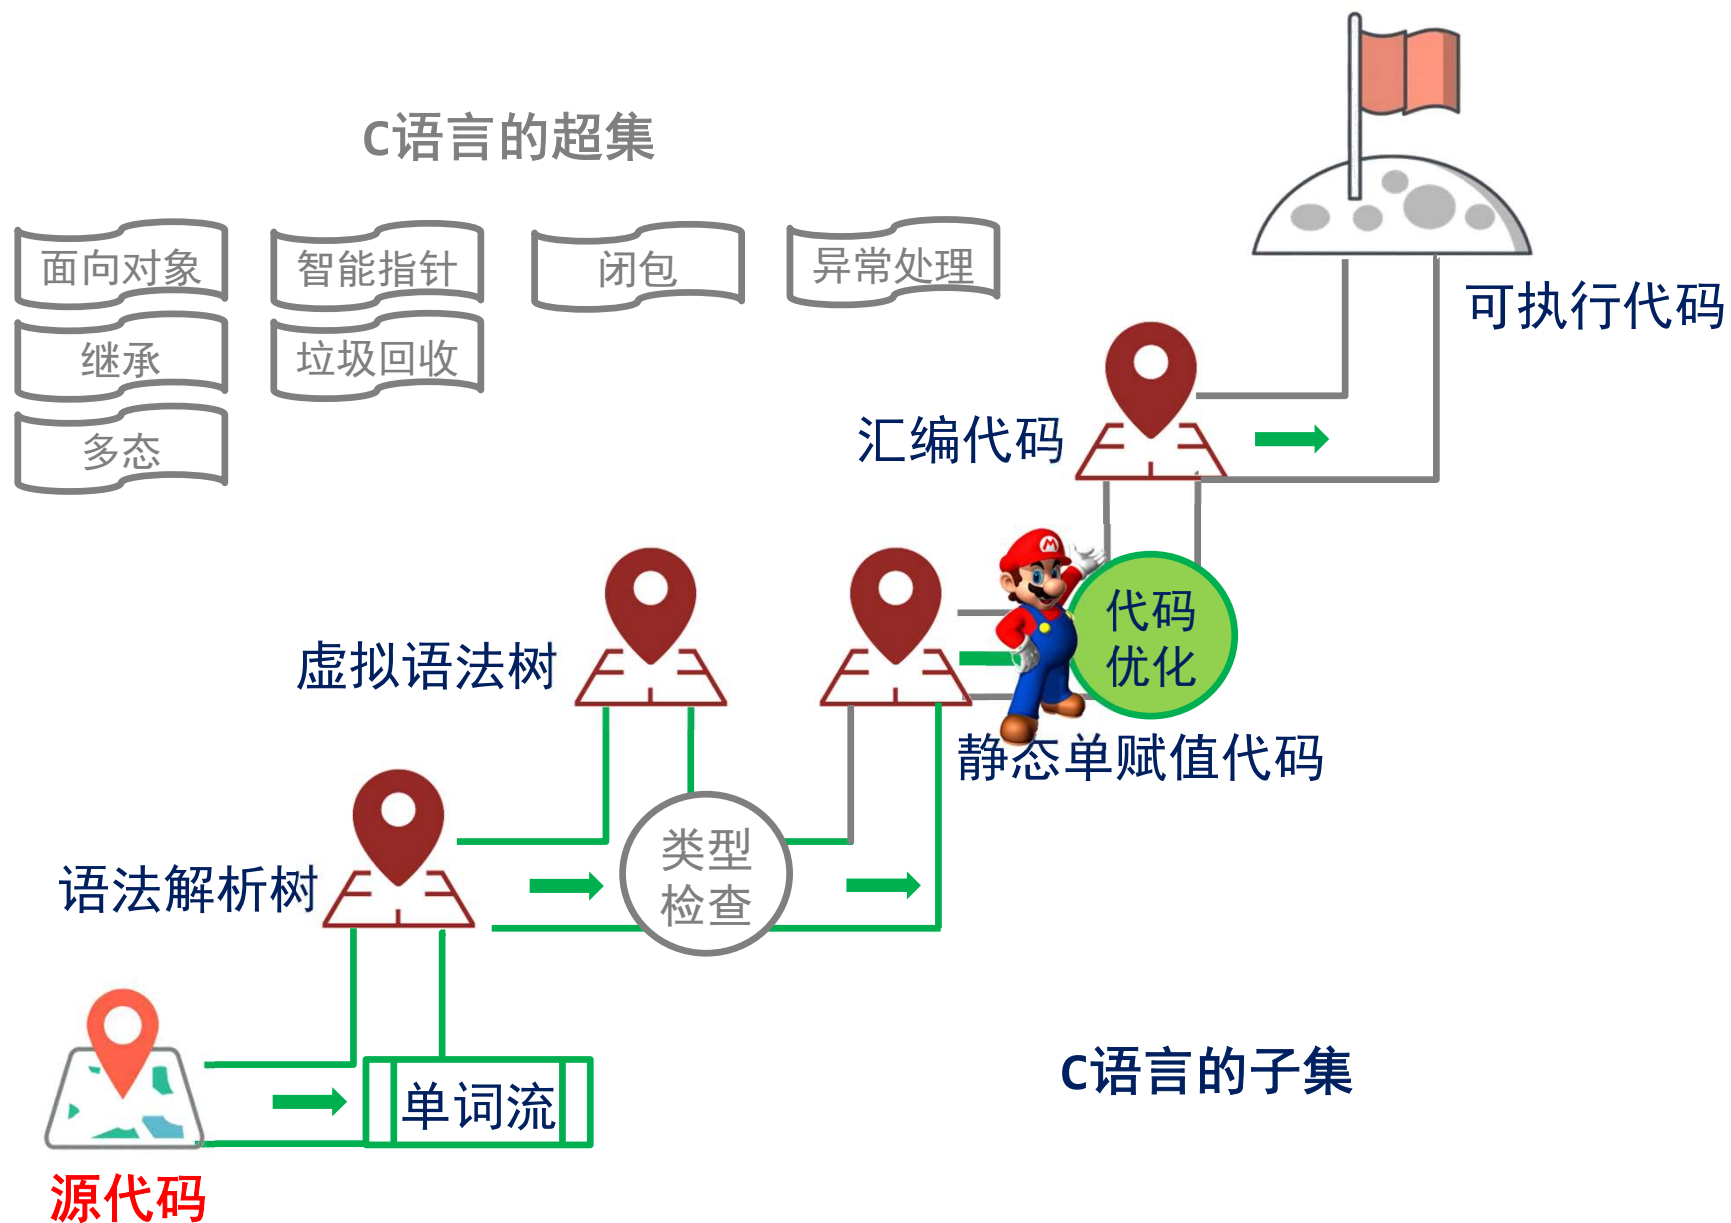 C语言的超集
面向对象
智能指针
闭包
异常处理
继承
垃圾回收
多态
可执行代码
汇编代码
M
代码
优化
虚拟语法树
静态单赋值代码
类型
检查
语法解析树
C语言的子集
单词流
源代码